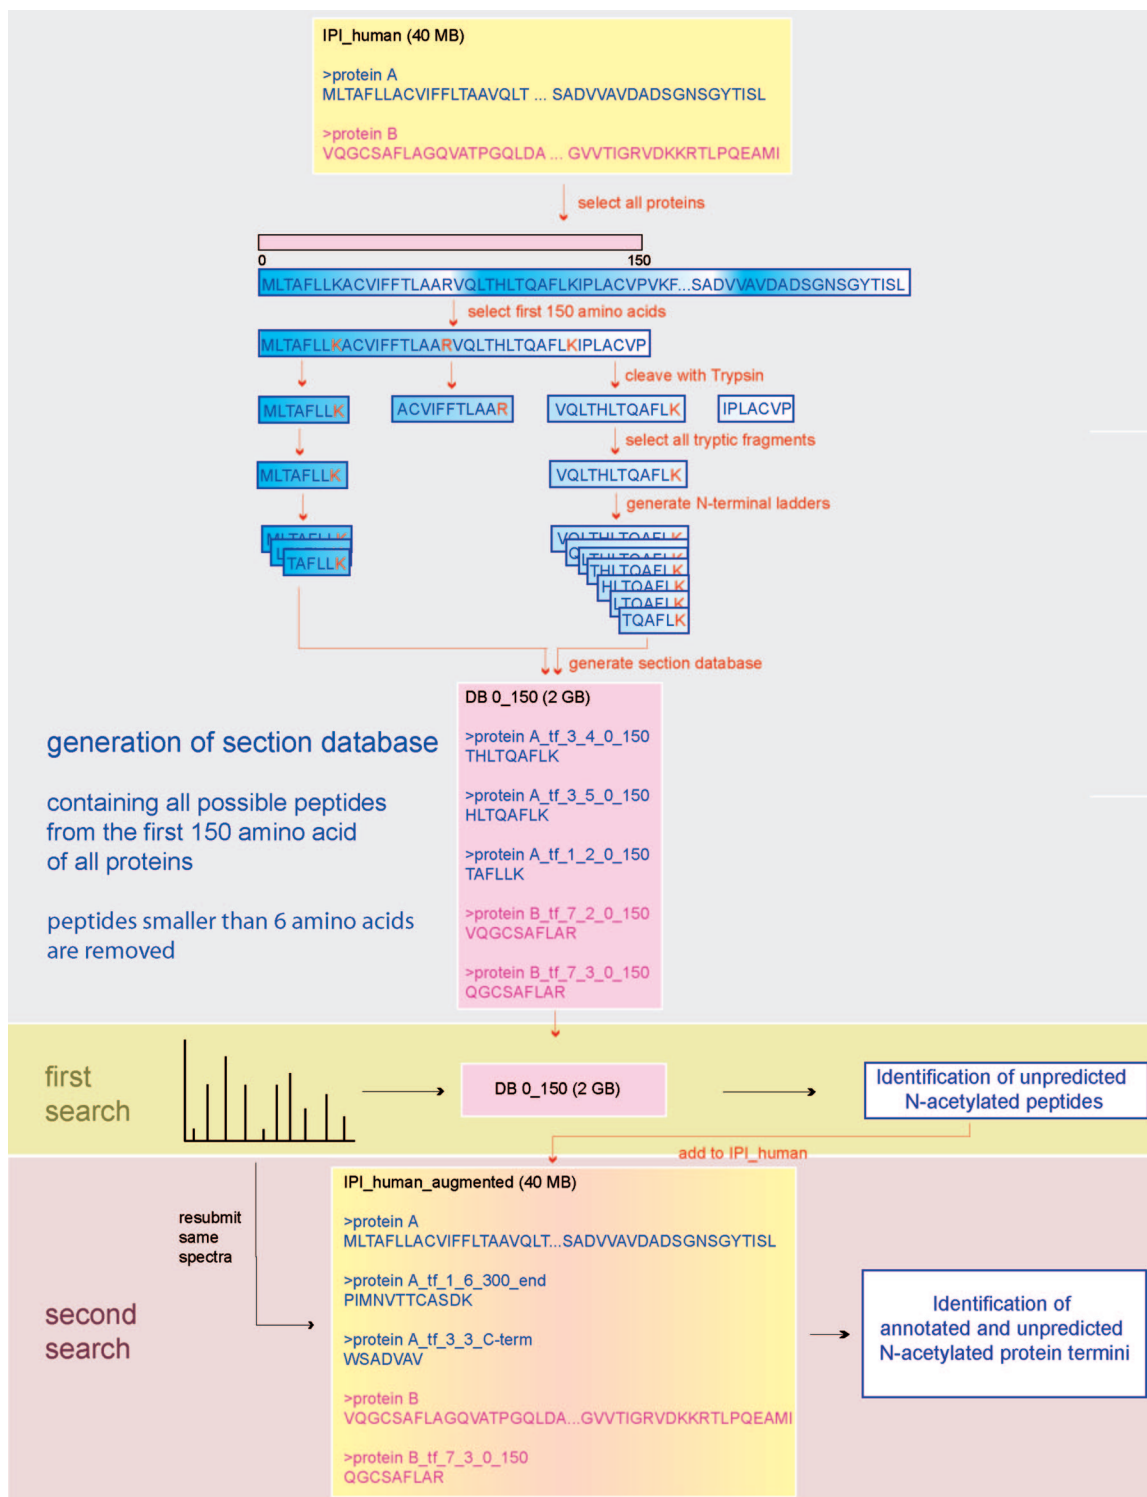 IPI_human (40 MB)
>protein A
MLTAFLLACVIFFLTAAVQLT ... SADVVAVDADSGNSGYTISL
>protein B
VQGCSAFLAGQVATPGQLDA ... GVVTIGRVDKKRTLPQEAMI
select all proteins
0 150
MLTAFLLKACVIFFTLAARVQLTHLTQAFLKIPLACVPVKF...SADVVAVDADSGNSGYTISL
select first 150 amino acids
MLTAFLLKACVIFFTLAARVQLTHLTQAFLKIPLACVP
cleave with Trypsin
MLTAFLLK ACVIFFTLAAR VQLTHLTQAFLK IPLACVP
select all tryptic fragments
MLTAFLLK VQLTHLTQAFLK
generate N-terminal ladders
MLTAFLLK
TAFLLK
VQLTHLTQAFLK
THLTQAFLK
HLTQAFLK
LTQAFLK
TQAFLK
generate section database
DB 0_150 (2 GB)
>protein A_tf_3_4_0_150
THLTQAFLK
>protein A_tf_3_5_0_150
HLTQAFLK
>protein A_tf_1_2_0_150
TAFLLK
>protein B_tf_7_2_0_150
VQGCSAFLAR
>protein B_tf_7_3_0_150
QGCSAFLAR
generation of section database
containing all possible peptides
from the first 150 amino acid
of all proteins
peptides smaller than 6 amino acids
are removed
first
search
DB 0_150 (2 GB)
Identification of unpredicted
N-acetylated peptides
add to IPI_human
resubmit
same
spectra
second
search
IPI_human_augmented (40 MB)
>protein A
MLTAFLLACVIFFLTAAVQLT...SADVVAVDADSGNSGYTISL
>protein A_tf_1_6_300_end
PIMNVTTCASDK
>protein A_tf_3_3_C-term
WSADVAV
>protein B
VQGCSAFLAGQVATPGQLDA...GVVTIGRVDKKRTLPQEAMI
>protein B_tf_7_3_0_150
QGCSAFLAR
Identification of
annotated and unpredicted
N-acetylated protein termini